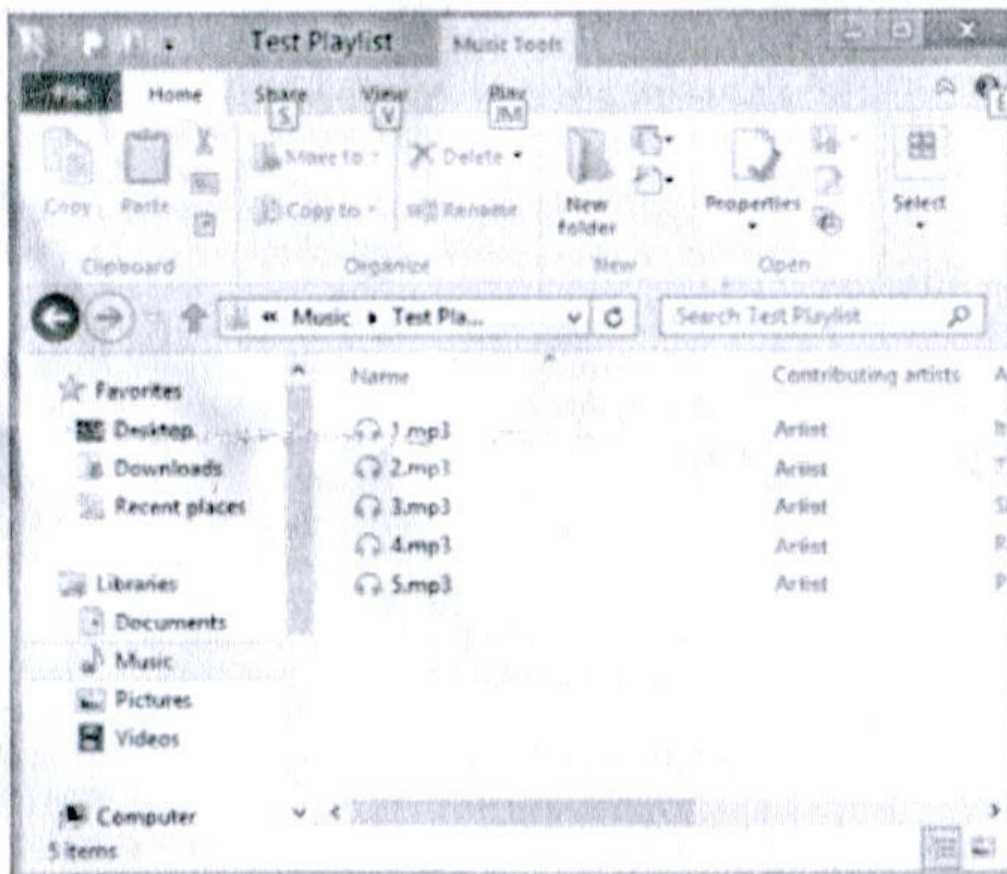 Test Playlist Music Tools
Home Share View Play
S V JM
Copy Paste Move to Delete
Copy to Rename New folder Properties Select
Clipboard Organize New Open
« Music ▸ Test Pla... Search Test Playlist
Name Contributing artists A
Favorites
Desktop 1.mp3 Artist
Downloads 2.mp3 Artist T
Recent places 3.mp3 Artist
4.mp3 Artist R
Libraries 5.mp3 Artist P
Documents
Music
Pictures
Videos
Computer
5 items